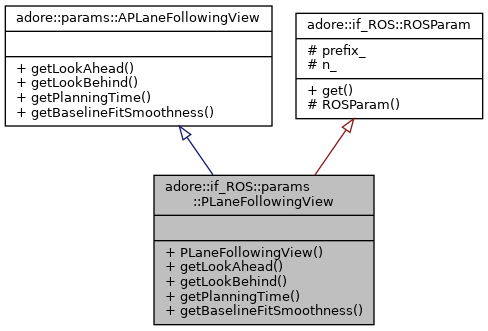 adore::params::APLaneFollowingView
+ getLookAhead()
+ getLookBehind()
+ getPlanningTime()
+ getBaselineFitSmoothness()
adore::if_ROS::ROSParam
# prefix_
# n_
+ get()
# ROSParam()
adore::if_ROS::params
::PLaneFollowingView
+ PLaneFollowingView()
+ getLookAhead()
+ getLookBehind()
+ getPlanningTime()
+ getBaselineFitSmoothness()